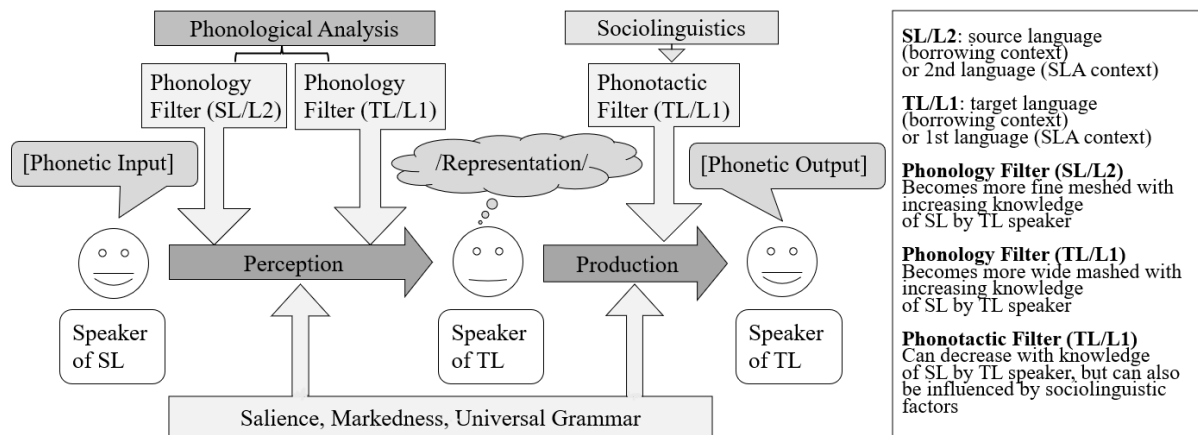 Phonological Analysis
Sociolinguistics
Phonology
Filter (SL/L2)
Phonology
Filter (TL/L1)
Phonotactic
Filter (TL/L1)
[Phonetic Input]
/Representation/
[Phonetic Output]
Perception
Production
Speaker
of SL
Speaker
of TL
Speaker
of TL
Salience, Markedness, Universal Grammar
SL/L2: source language
(borrowing context)
or 2nd language (SLA context)
TL/L1: target language
(borrowing context)
or 1st language (SLA context)
Phonology Filter (SL/L2)
Becomes more fine meshed with
increasing knowledge
of SL by TL speaker
Phonology Filter (TL/L1)
Becomes more wide mashed with
increasing knowledge
of SL by TL speaker
Phonotactic Filter (TL/L1)
Can decrease with knowledge
of SL by TL speaker, but can also
be influenced by sociolinguistic
factors